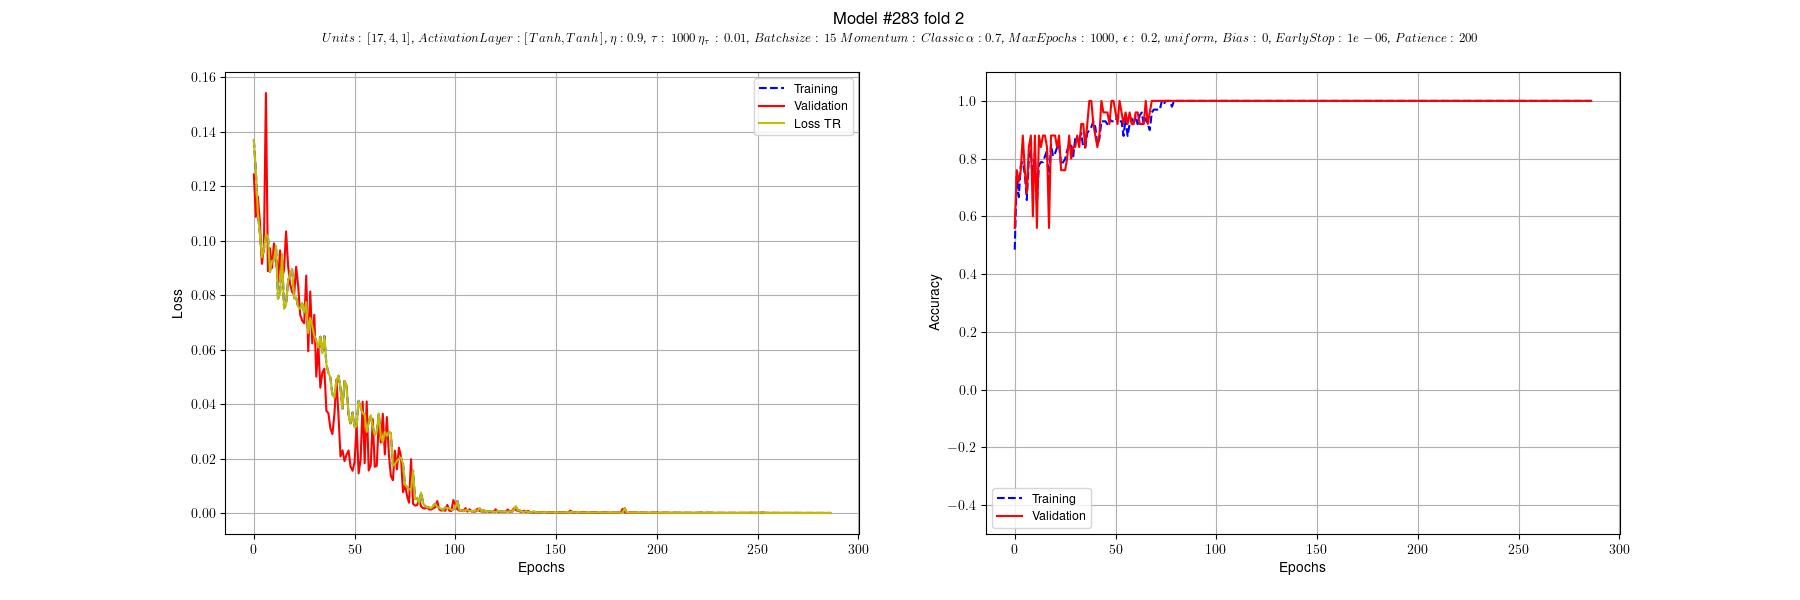 Model #283 fold 2
Units : [17, 4, 1], ActivationLayer : [Tanh, Tanh], η : 0.9, τ : 1000 η_τ : 0.01, Batchsize : 15 Momentum : Classic α : 0.7, MaxEpochs : 1000, ϵ : 0.2, uniform, Bias : 0, EarlyStop : 1e − 06, Patience : 200
0.16
0.14
0.12
0.10
0.08
0.06
0.04
0.02
0.00
Loss
0 50 100 150 200 250 300
Epochs
Training
Validation
Loss TR
1.0
0.8
0.6
0.4
0.2
0.0
−0.2
−0.4
Accuracy
0 50 100 150 200 250 300
Epochs
Training
Validation